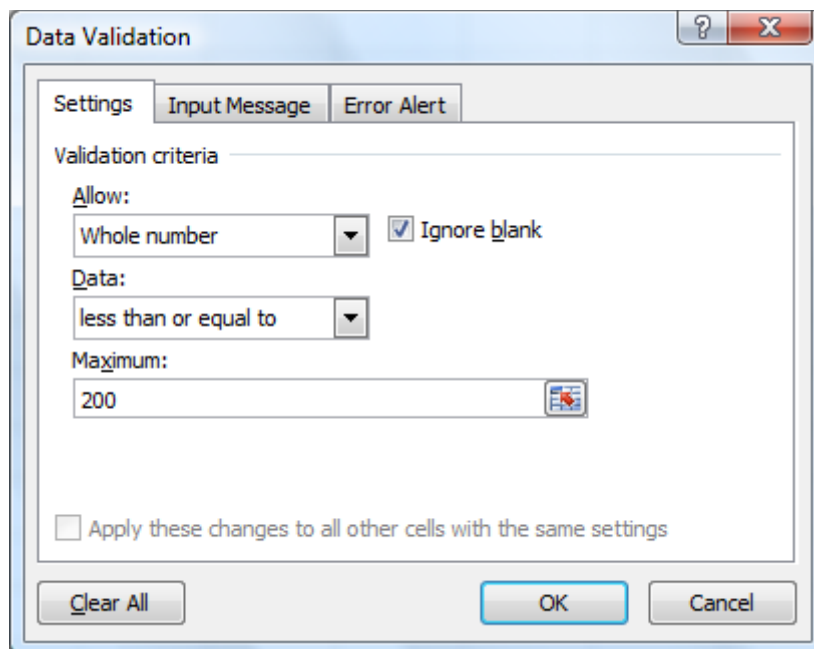 Data Validation
Settings
Input Message
Error Alert
Validation criteria
Allow:
Whole number
Ignore blank
Data:
less than or equal to
Maximum:
200
Apply these changes to all other cells with the same settings
Clear All
OK
Cancel